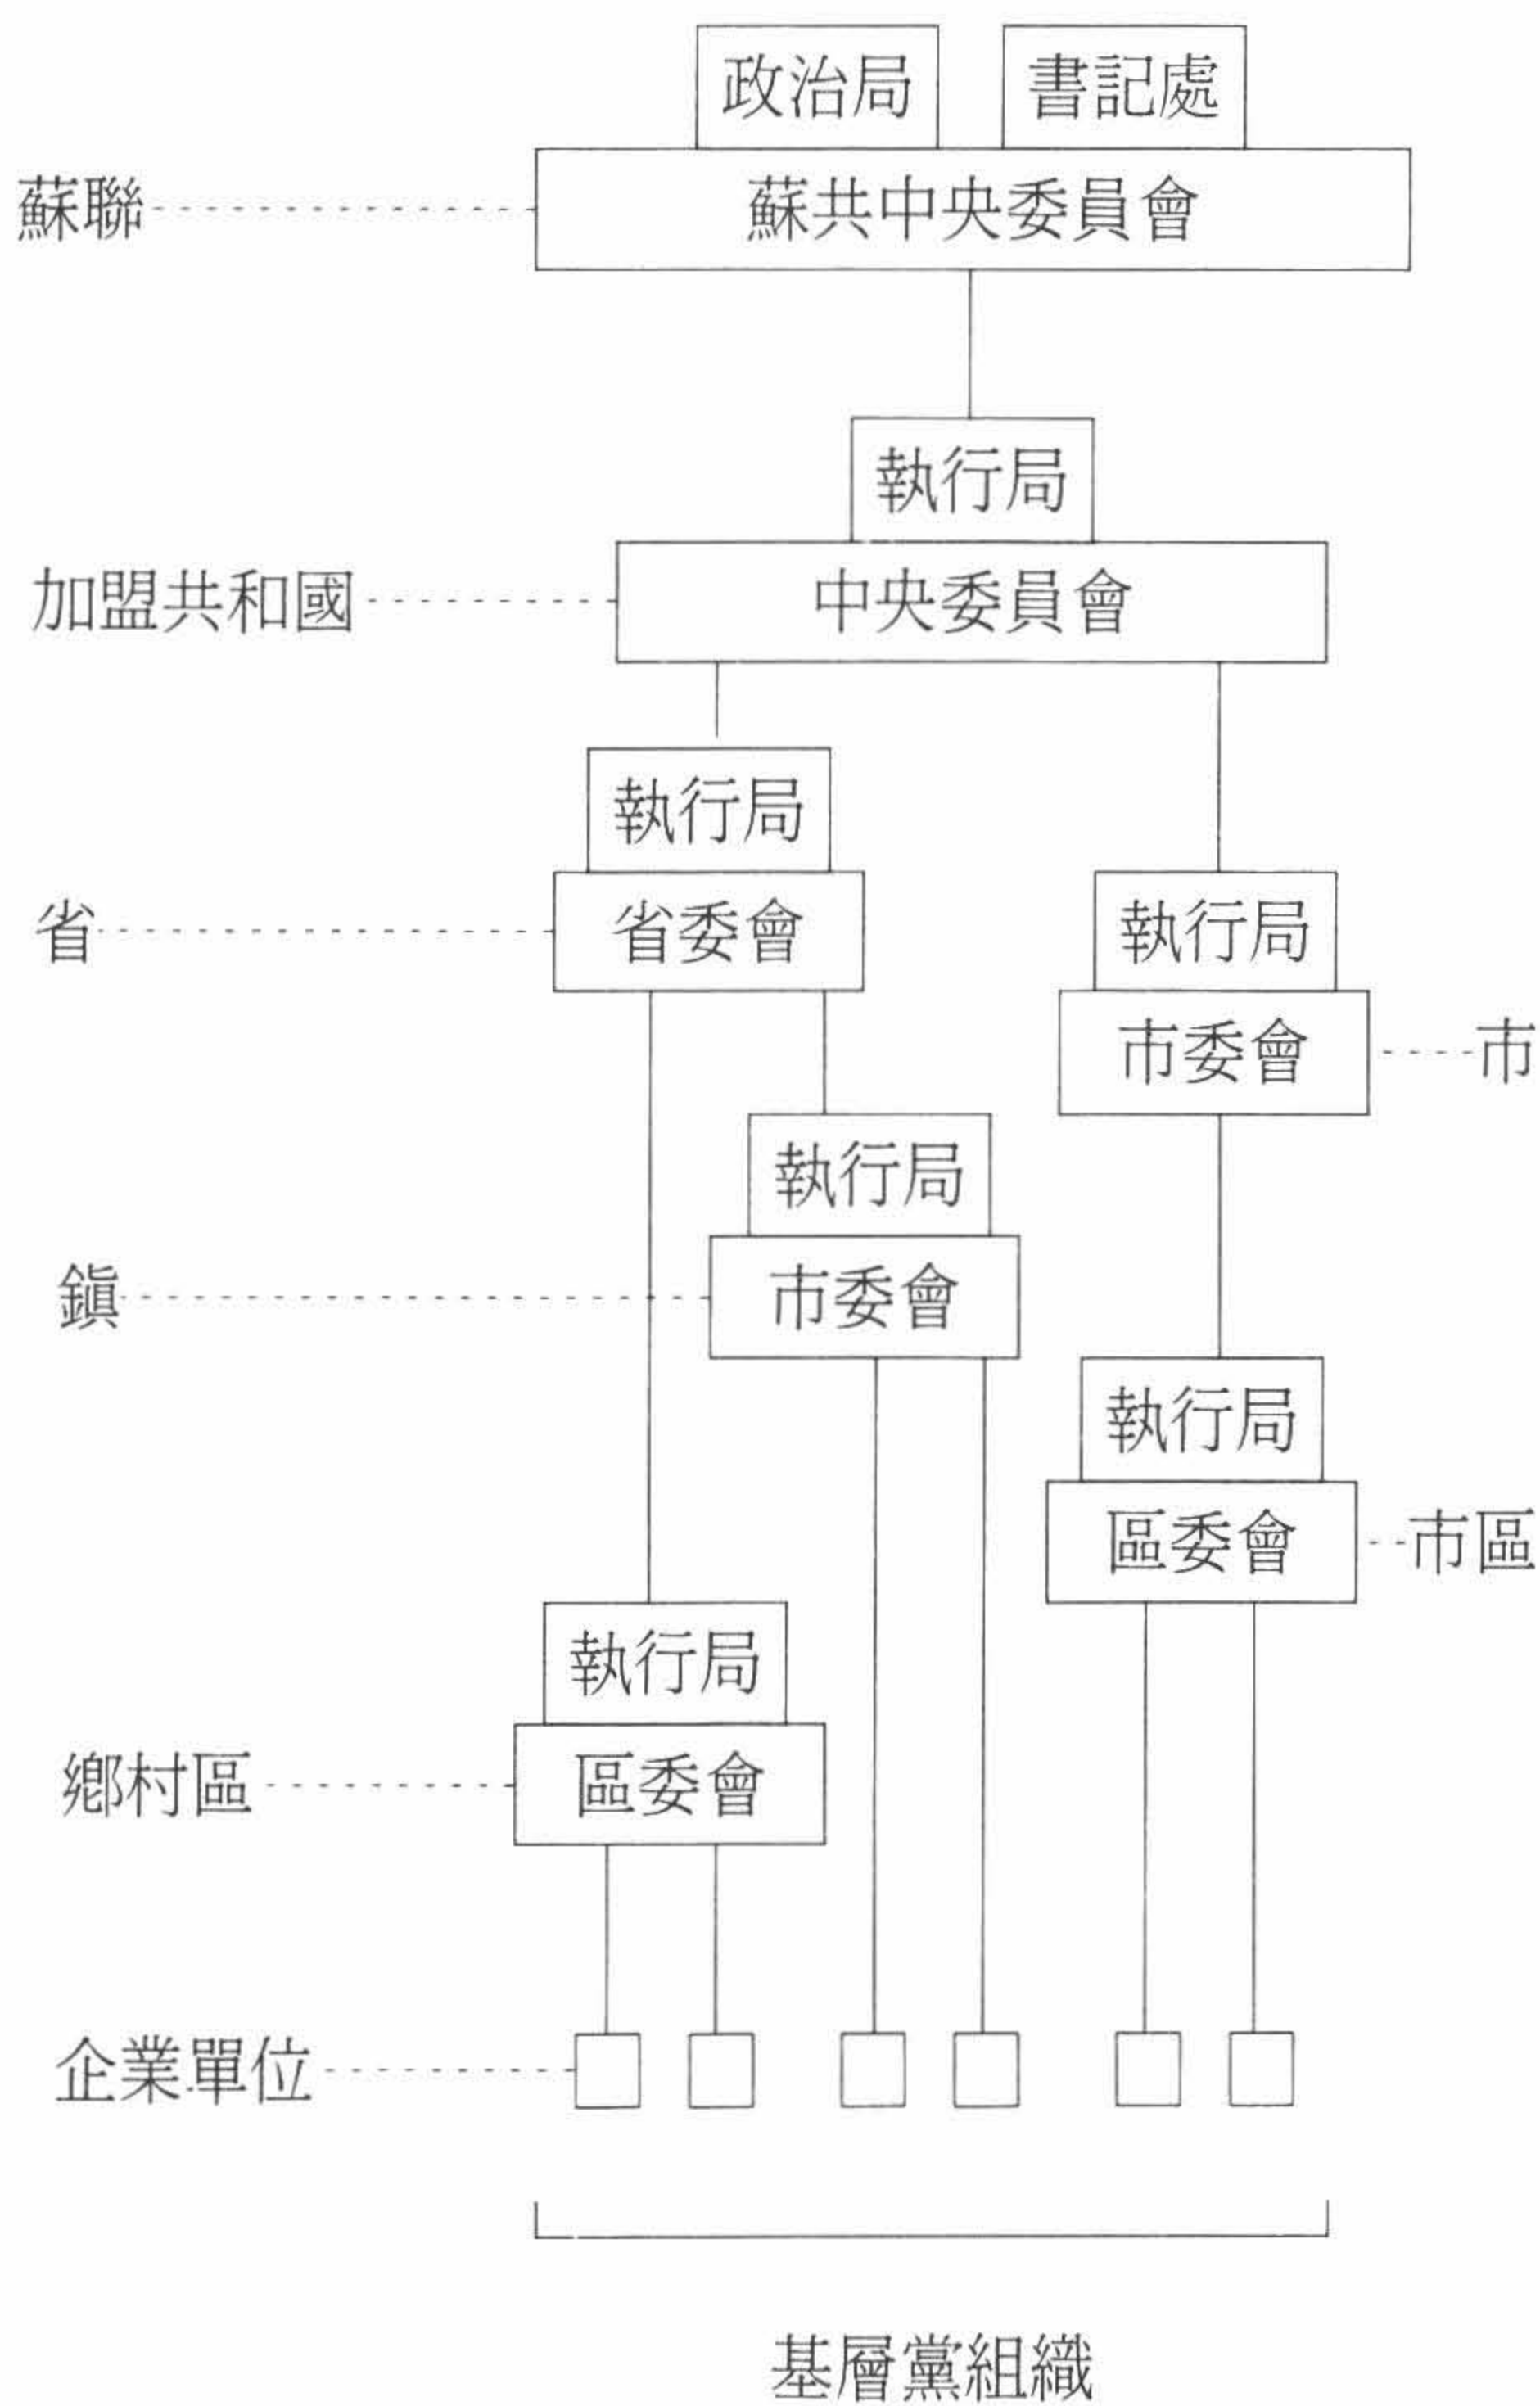 政治局 書記處
蘇聯 蘇共中央委員會
執行局
加盟共和國 中央委員會
執行局
省 省委會 執行局
市委會 市
執行局
鎭 市委會
執行局
區委會 市區
執行局
鄕村區 區委會
企業單位
基層黨組織